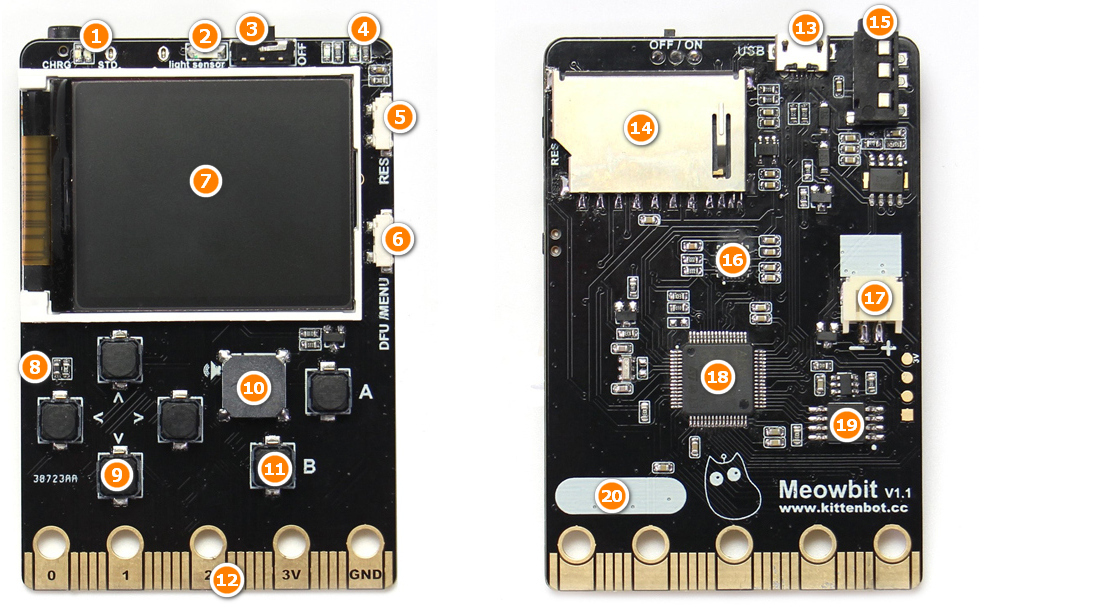 1
2
3
4
CHRG
STD.
light sensor
OFF
5
RES
7
6
DFU /MENU
8
10
A
^
< >
v
9
11
B
38723AA
0
1
2
12
3V
GND
13
15
OFF / ON
USB
14
RES
16
17
- +
3V
18
19
20
Meowbit V1.1
www.kittenbot.cc